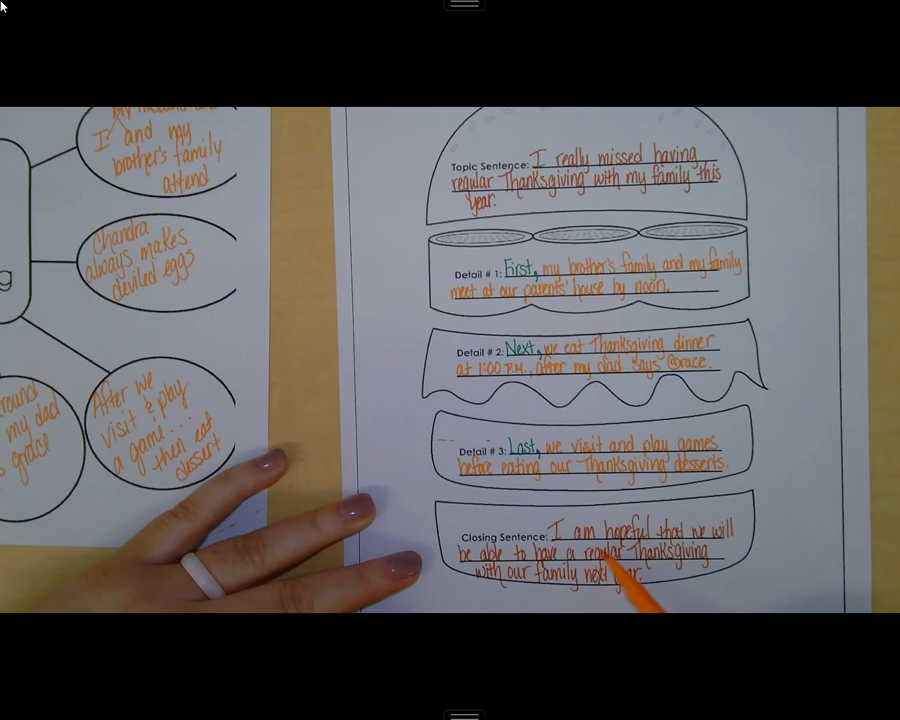 I and my
brother's family
attend
Chandra
always makes
deviled eggs
g
After we
visit & play
a game...
then eat
dessert
my dad
grace
Topic Sentence: I really missed having
regular Thanksgiving with my family this
year.
Detail # 1: First, my brother's family and my family
meet at our parents' house by noon.
Detail # 2: Next, we eat Thanksgiving dinner
at 1:00 P.M., after my dad says Grace.
Detail # 3: Last, we visit and play games
before eating our Thanksgiving desserts.
Closing Sentence: I am hopeful that we will
be able to have a regular Thanksgiving
with our family next year.